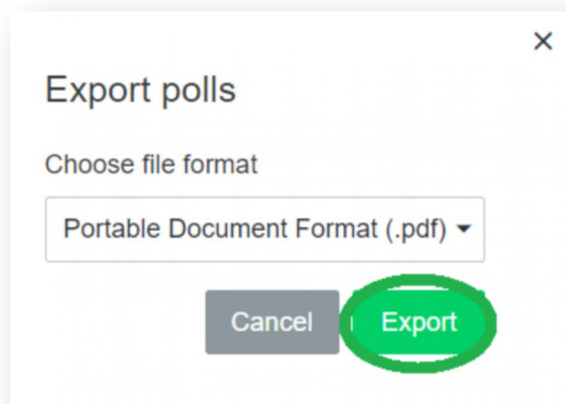 Export polls
Choose file format
Portable Document Format (.pdf)
Cancel Export